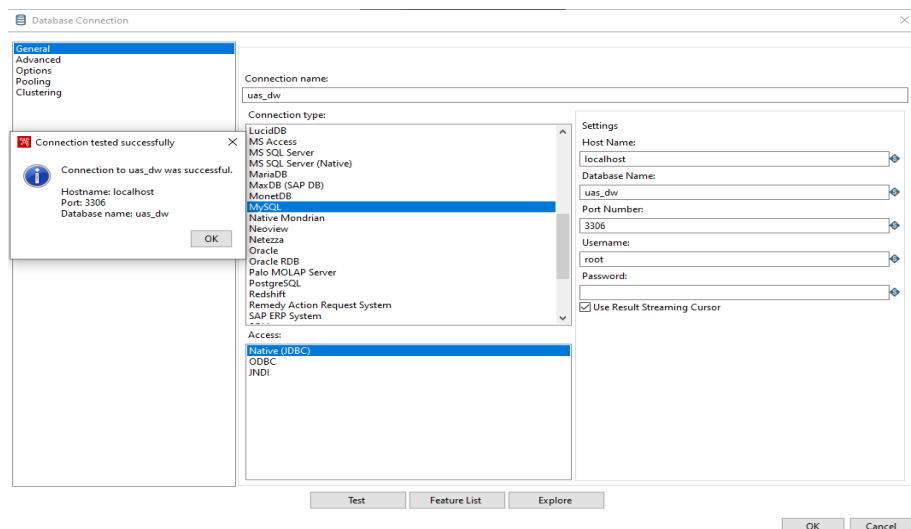 Database Connection
General
Advanced
Options
Pooling
Clustering
Connection tested successfully
Connection to uas_dw was successful.
Hostname: localhost
Port: 3306
Database name: uas_dw
OK
Connection name:
uas_dw
Connection type:
LucidDB
MS Access
MS SQL Server
MS SQL Server (Native)
MariaDB
MaxDB (SAP DB)
MonetDB
MySQL
Native Mondrian
Neoview
Netezza
Oracle
Oracle RDB
Palo MOLAP Server
PostgreSQL
Redshift
Remedy Action Request System
SAP ERP System
Access:
Native (JDBC)
ODBC
JNDI
Settings
Host Name:
localhost
Database Name:
uas_dw
Port Number:
3306
Username:
root
Password:
Use Result Streaming Cursor
Test
Feature List
Explore
OK
Cancel